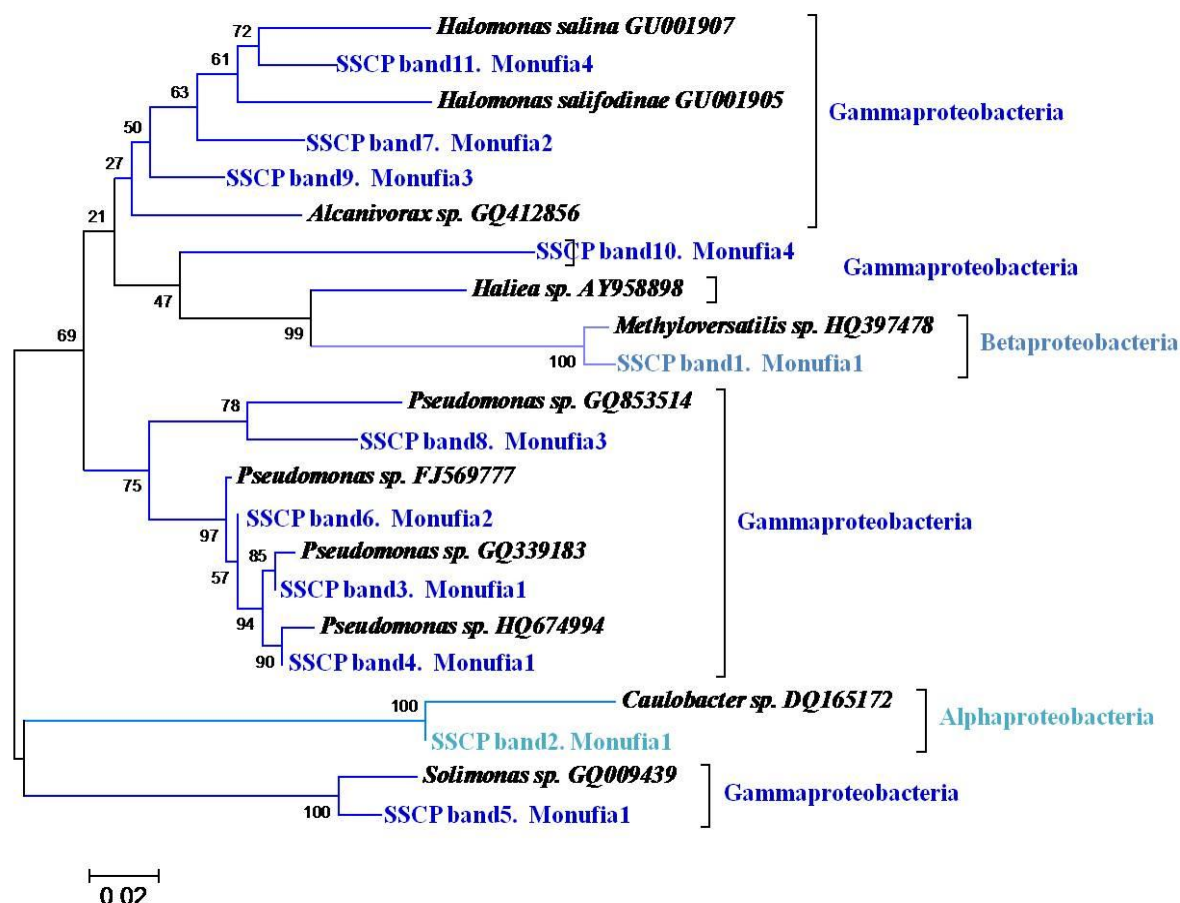 72
Halomonas salina GU001907
61
SSCP band11. Monufia4
63
Halomonas salifodinae GU001905
Gammaproteobacteria
50
SSCP band7. Monufia2
27
SSCP band9. Monufia3
21
Alcanivorax sp. GQ412856
SSCP band10. Monufia4
Gammaproteobacteria
47
Haliea sp. AY958898
99
Methyloversatilis sp. HQ397478
Betaproteobacteria
100
SSCP band1. Monufia1
69
78
Pseudomonas sp. GQ853514
SSCP band8. Monufia3
75
Pseudomonas sp. FJ569777
97
SSCP band6. Monufia2
Gammaproteobacteria
57
85
Pseudomonas sp. GQ339183
SSCP band3. Monufia1
94
Pseudomonas sp. HQ674994
90
SSCP band4. Monufia1
100
Caulobacter sp. DQ165172
Alphaproteobacteria
SSCP band2. Monufia1
Solimonas sp. GQ009439
Gammaproteobacteria
100
SSCP band5. Monufia1
0.02